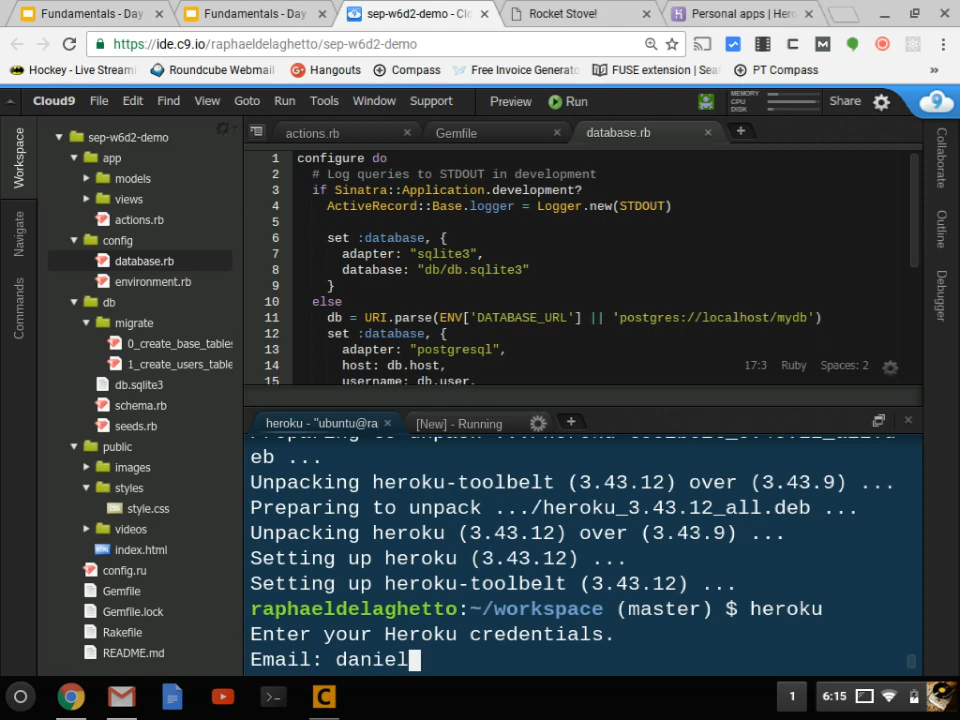 Fundamentals - Day
Fundamentals - Day
sep-w6d2-demo - Clo
Rocket Stove!
Personal apps | Her
https://ide.c9.io/raphaeldelaghetto/sep-w6d2-demo
Hockey - Live Streami
Roundcube Webmail
Hangouts
Compass
Free Invoice Generato
FUSE extension | Sea
PT Compass
»
Cloud9 File Edit Find View Goto Run Tools Window Support Preview Run
MEMORY
CPU
DISK
Share
Workspace
Navigate
Commands
sep-w6d2-demo
app
models
views
actions.rb
config
database.rb
environment.rb
db
migrate
0_create_base_tables
1_create_users_table
db.sqlite3
schema.rb
seeds.rb
public
images
styles
style.css
videos
index.html
config.ru
Gemfile
Gemfile.lock
Rakefile
README.md
actions.rb
Gemfile
database.rb
1 configure do
2 # Log queries to STDOUT in development
3 if Sinatra::Application.development?
4 ActiveRecord::Base.logger = Logger.new(STDOUT)
5
6 set :database, {
7 adapter: "sqlite3",
8 database: "db/db.sqlite3"
9 }
10 else
11 db = URI.parse(ENV['DATABASE_URL'] || 'postgres://localhost/mydb')
12 set :database, {
13 adapter: "postgresql",
14 host: db.host,
15 username: db.user,
17:3 Ruby Spaces: 2
Collaborate
Outline
Debugger
heroku - "ubuntu@ra
[New] - Running
eb ...
Unpacking heroku-toolbelt (3.43.12) over (3.43.9) ...
Preparing to unpack .../heroku_3.43.12_all.deb ...
Unpacking heroku (3.43.12) over (3.43.9) ...
Setting up heroku (3.43.12) ...
Setting up heroku-toolbelt (3.43.12) ...
raphaeldelaghetto:~/workspace (master) $ heroku
Enter your Heroku credentials.
Email: daniel
1
6:15